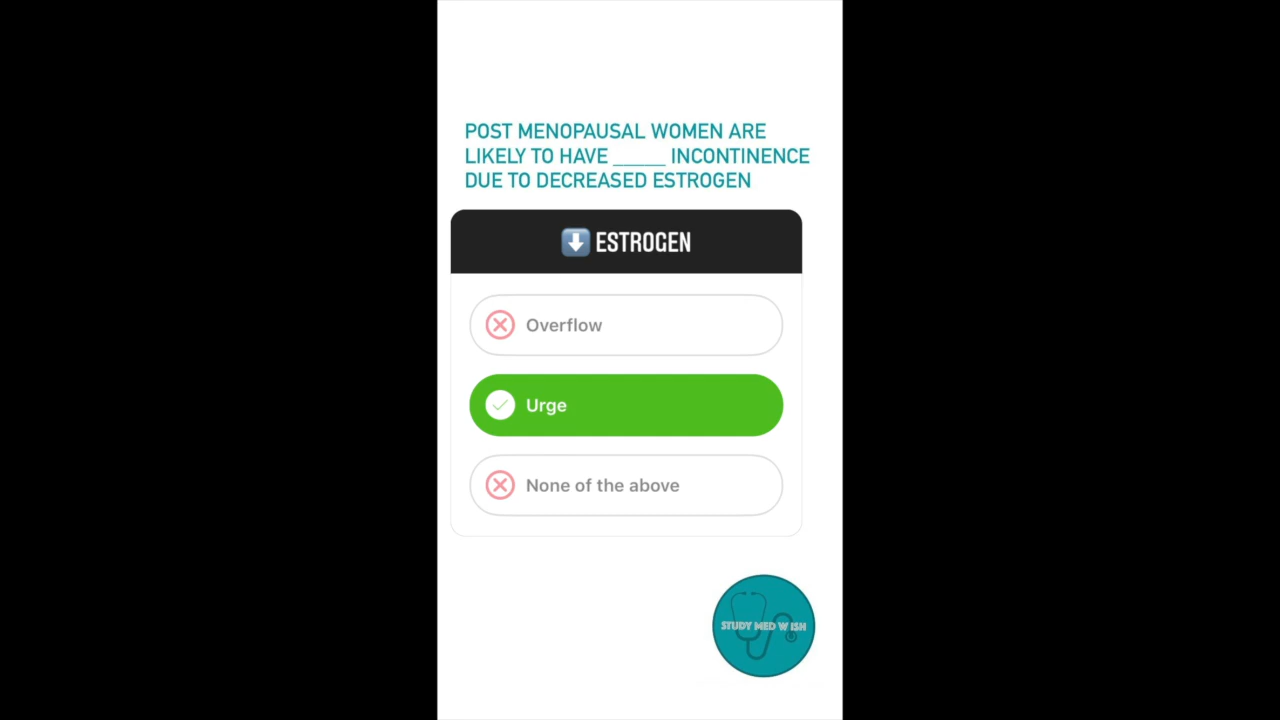 POST MENOPAUSAL WOMEN ARE
LIKELY TO HAVE _____ INCONTINENCE
DUE TO DECREASED ESTROGEN
⬇️ ESTROGEN
Overflow
Urge
None of the above
STUDY MED W ISH